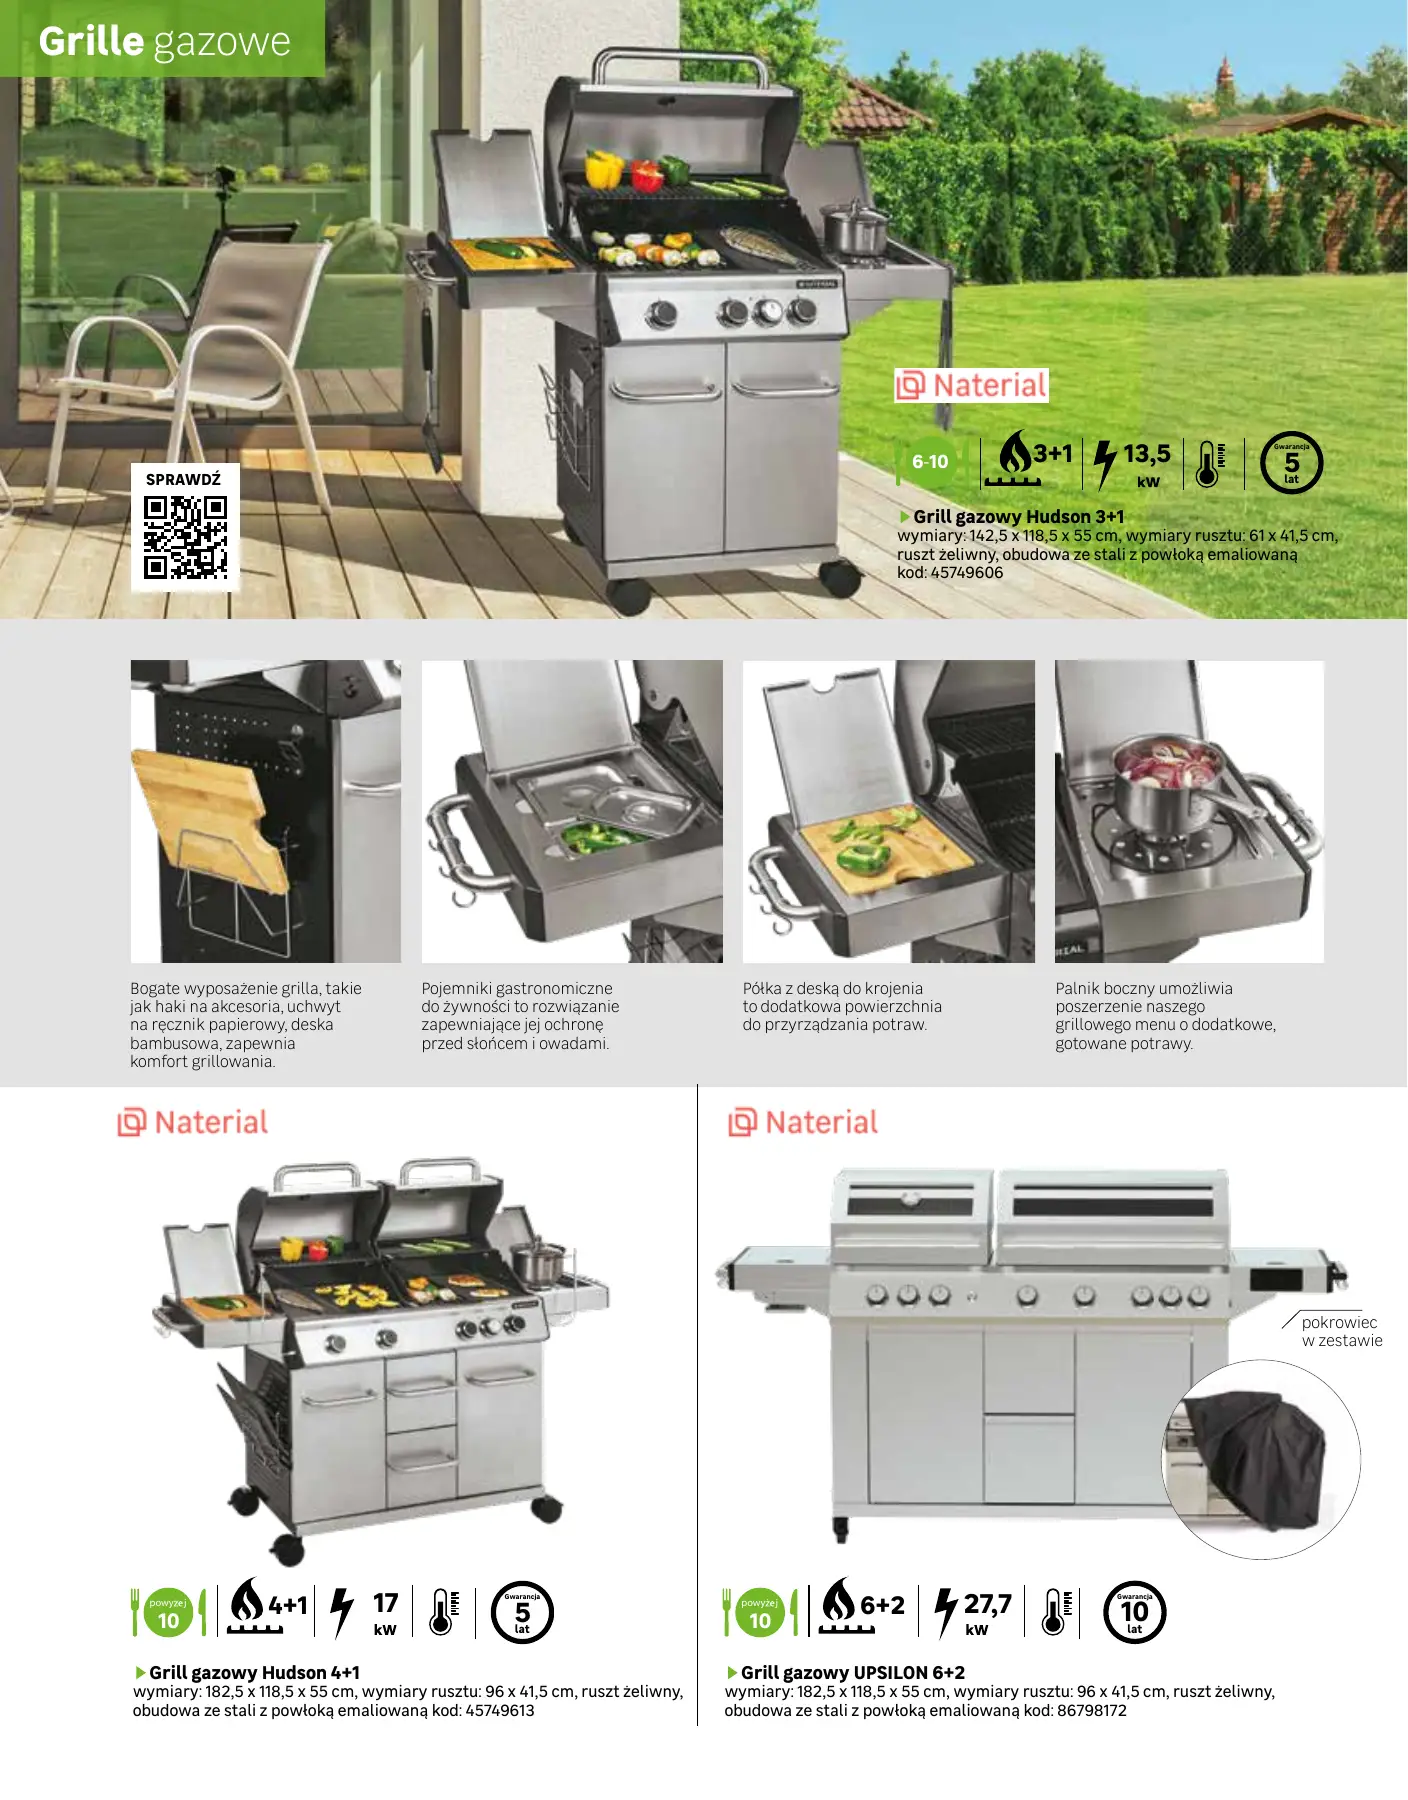 Grille gazowe
NATERIAL
Naterial
6-10
3+1
13,5
kW
Gwarancja
5
lat
SPRAWDŹ
Grill gazowy Hudson 3+1
wymiary: 142,5 x 118,5 x 55 cm, wymiary rusztu: 61 x 41,5 cm,
ruszt żeliwny, obudowa ze stali z powłoką emaliowaną
kod: 45749606
Bogate wyposażenie grilla, takie
jak haki na akcesoria, uchwyt
na ręcznik papierowy, deska
bambusowa, zapewnia
komfort grillowania.
Pojemniki gastronomiczne
do żywności to rozwiązanie
zapewniające jej ochronę
przed słońcem i owadami.
Półka z deską do krojenia
to dodatkowa powierzchnia
do przyrządzania potraw.
Palnik boczny umożliwia
poszerzenie naszego
grillowego menu o dodatkowe,
gotowane potrawy.
Naterial
powyżej
10
4+1
17
kW
Gwarancja
5
lat
Grill gazowy Hudson 4+1
wymiary: 182,5 x 118,5 x 55 cm, wymiary rusztu: 96 x 41,5 cm, ruszt żeliwny,
obudowa ze stali z powłoką emaliowaną kod: 45749613
Naterial
pokrowiec
w zestawie
powyżej
10
6+2
27,7
kW
Gwarancja
10
lat
Grill gazowy UPSILON 6+2
wymiary: 182,5 x 118,5 x 55 cm, wymiary rusztu: 96 x 41,5 cm, ruszt żeliwny,
obudowa ze stali z powłoką emaliowaną kod: 86798172